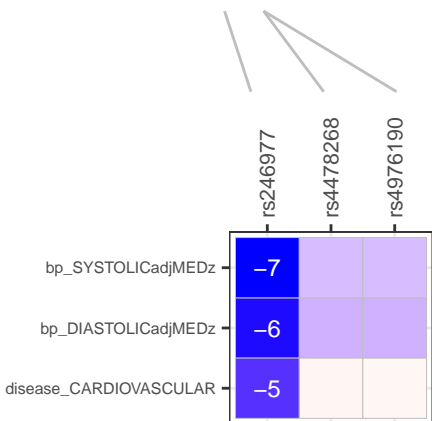 rs246977
rs4478268
rs4976190
bp_SYSTOLICadjMEDz
−7
bp_DIASTOLICadjMEDz
−6
disease_CARDIOVASCULAR
−5